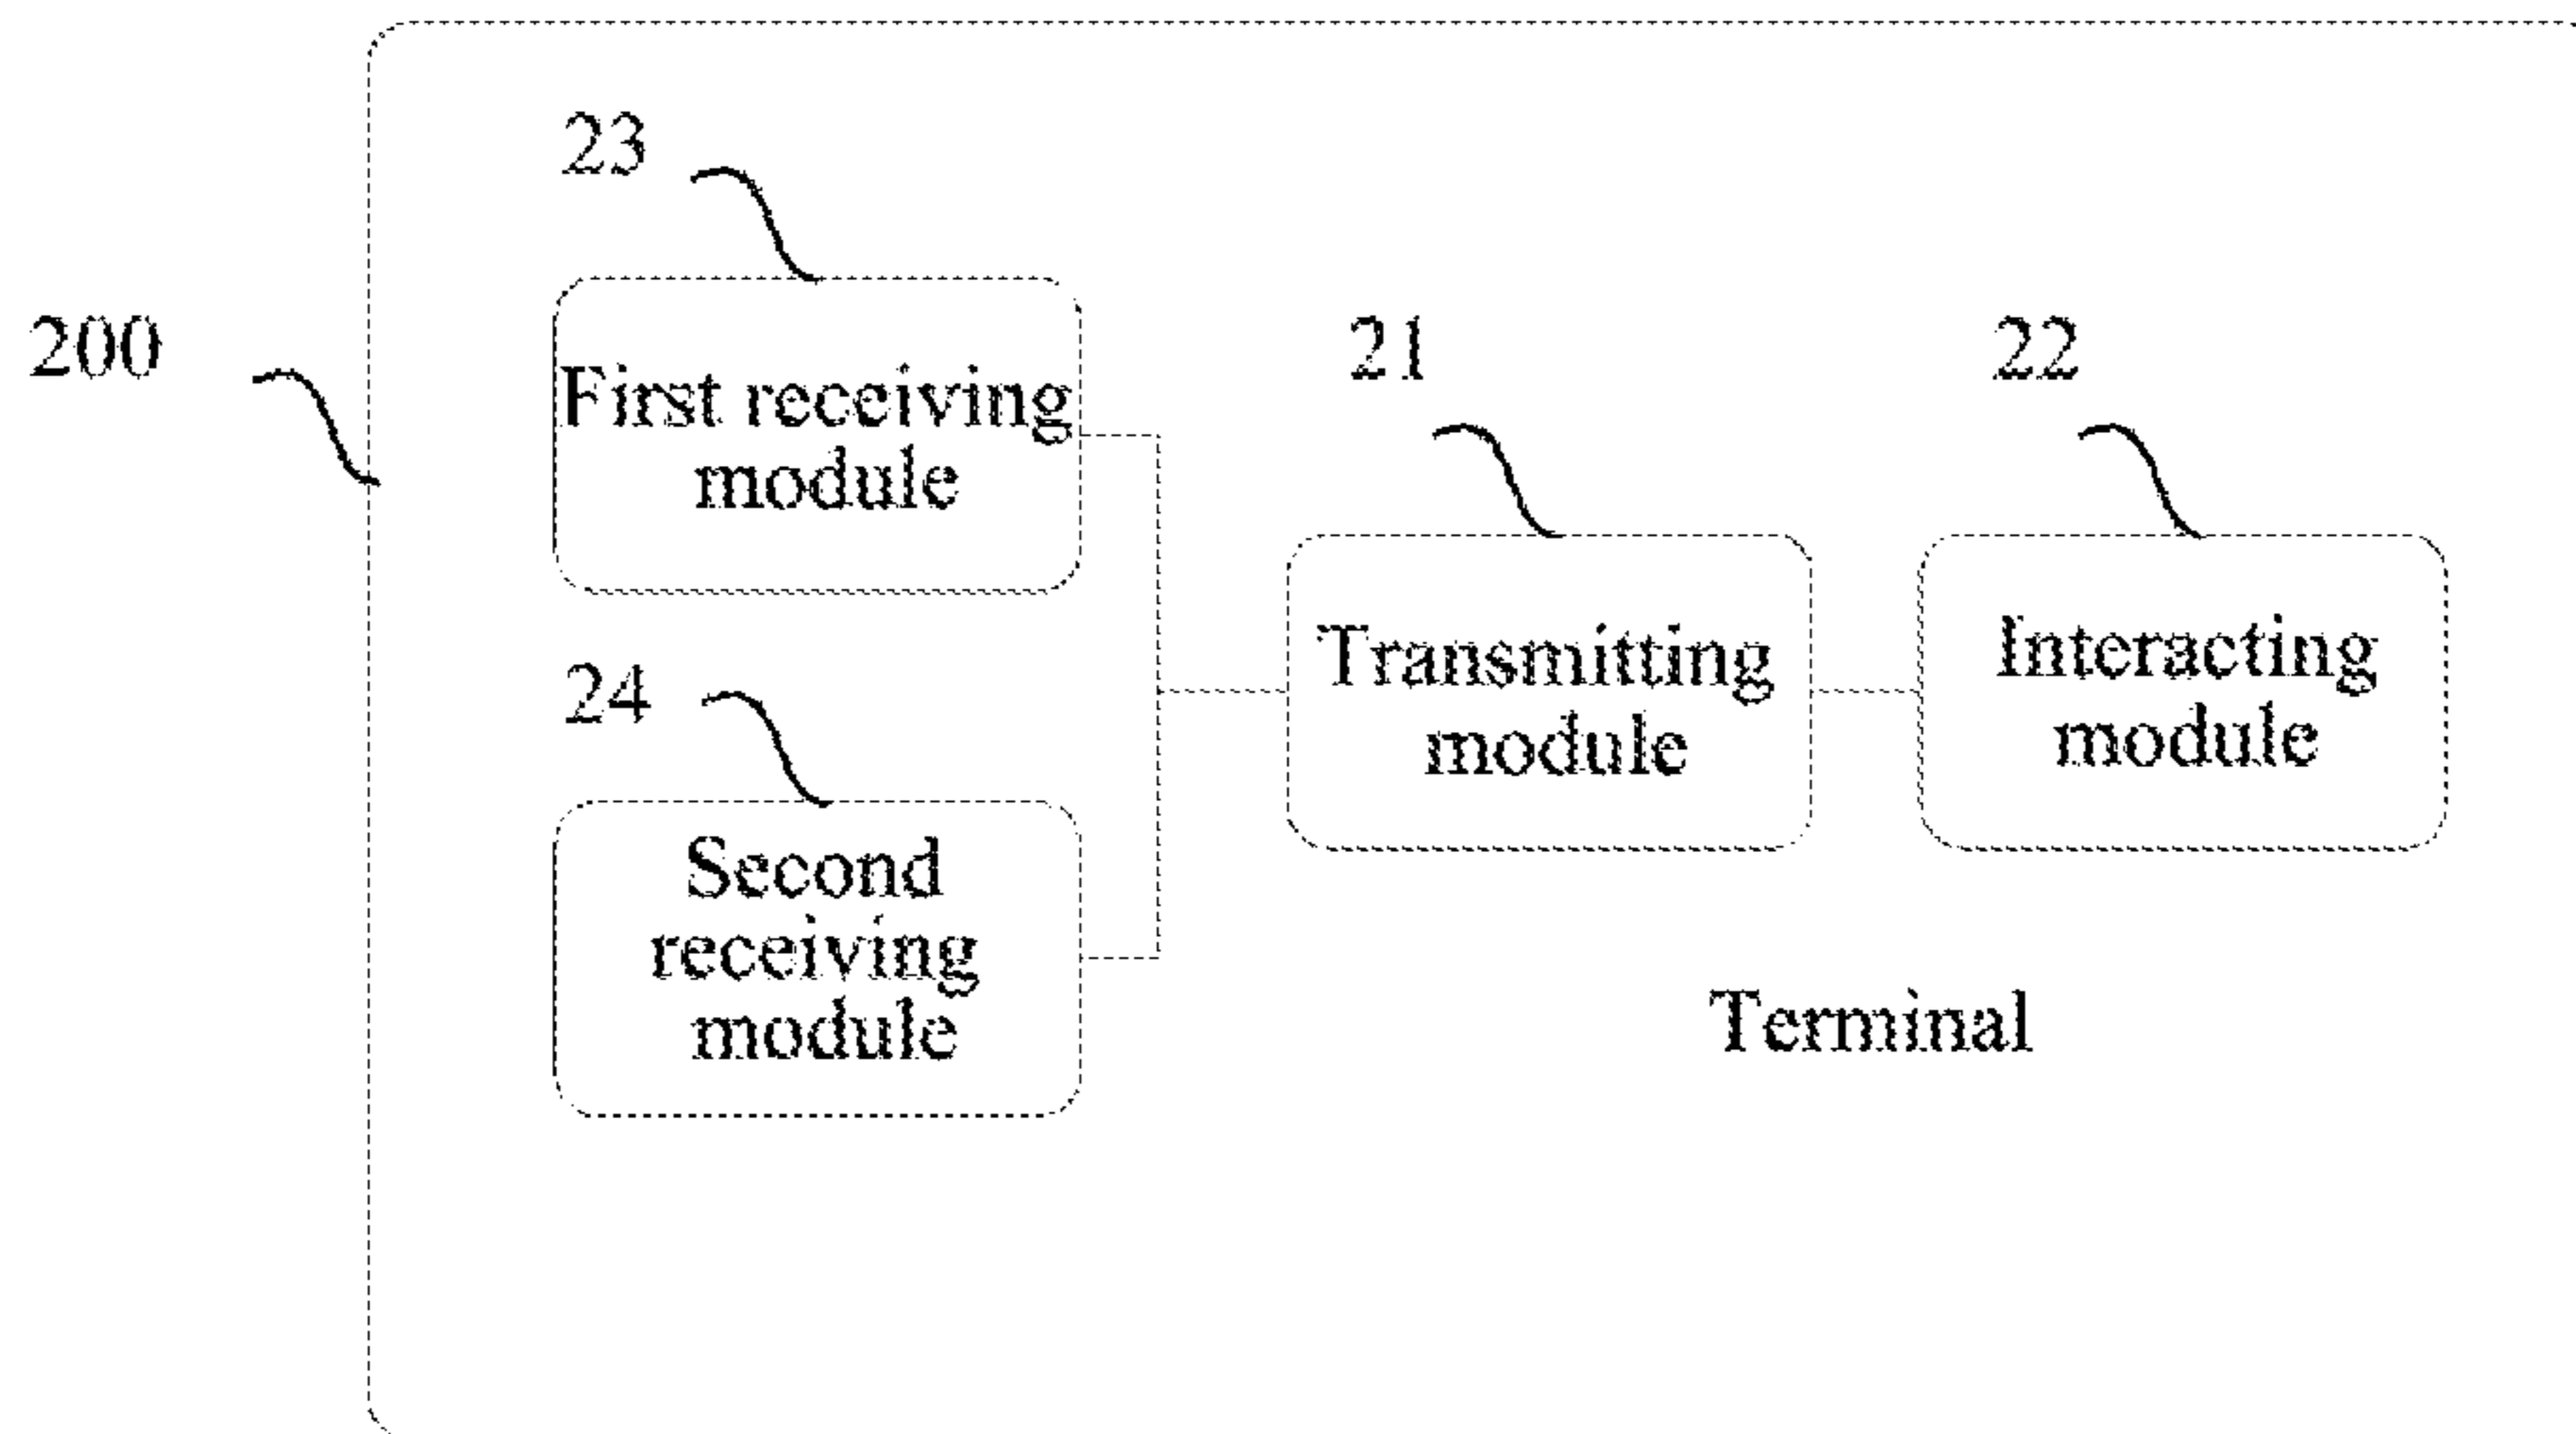 23
200
First receiving
module
21
22
Transmitting
module
Interacting
module
24
Second
receiving
module
Terminal